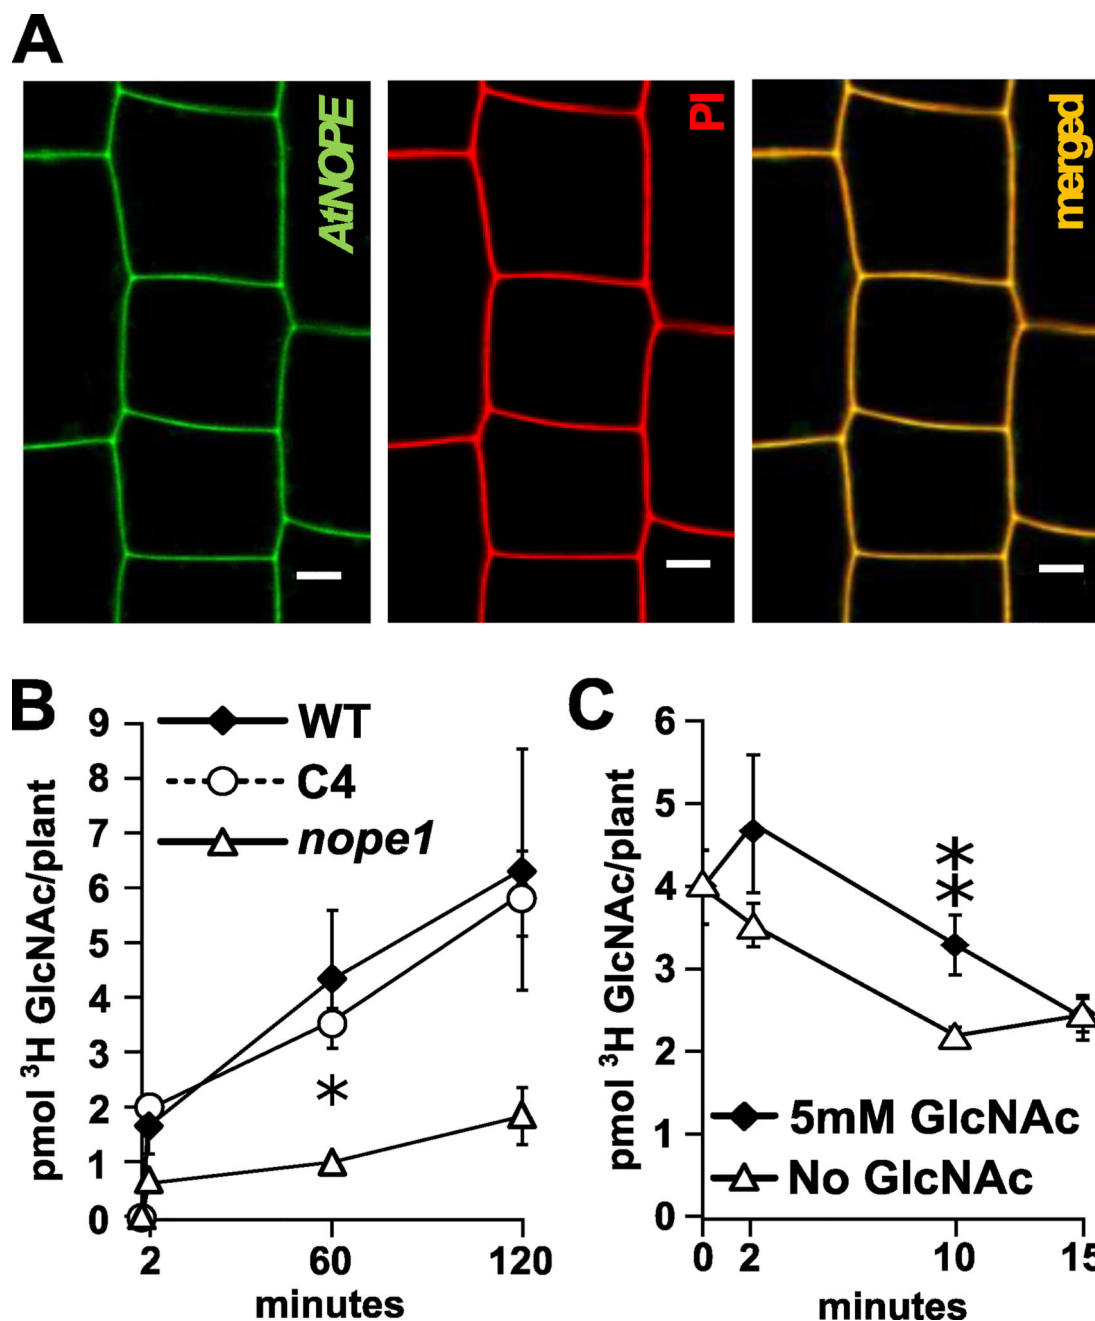 A
AtNOPE
PI
merged
B
WT
C4
nope1
pmol ³H GlcNAc/plant
9
8
7
6
5
4
3
2
1
0
*
2 60 120
minutes
C
pmol ³H GlcNAc/plant
6
5
4
3
2
1
0
*
*
5mM GlcNAc
No GlcNAc
0 2 10 15
minutes